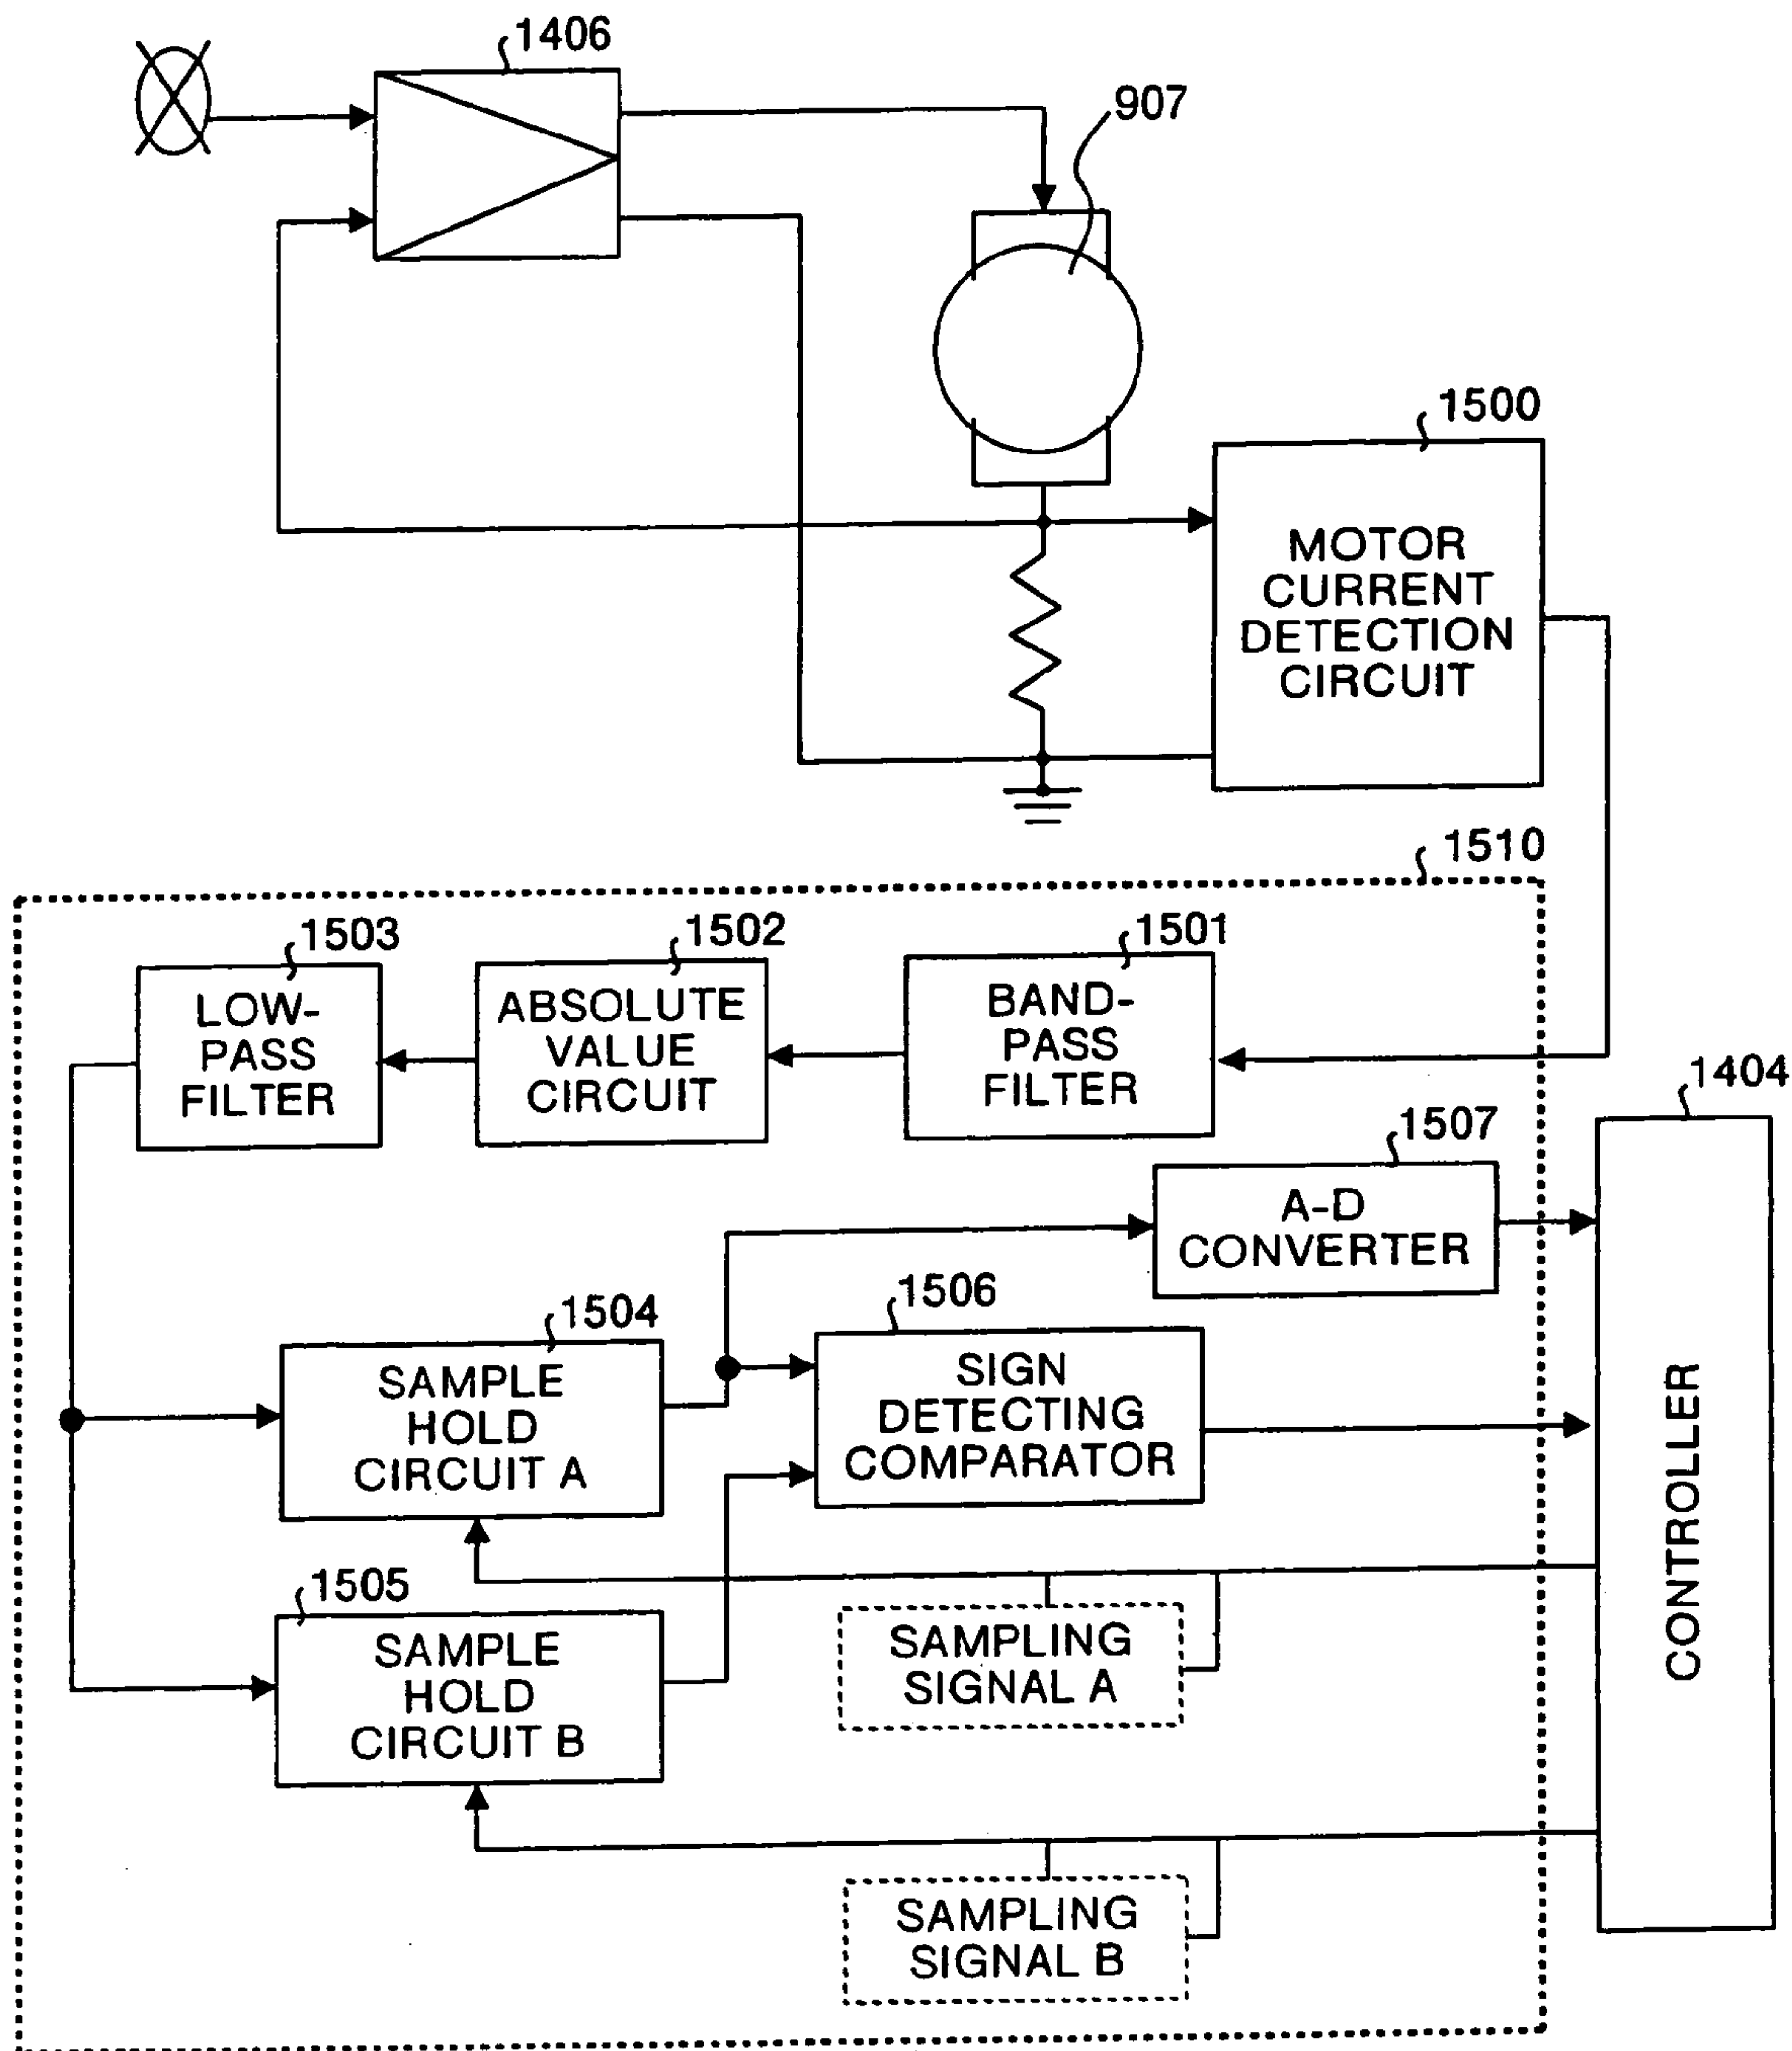 1406
907
1500
MOTOR
CURRENT
DETECTION
CIRCUIT
1510
1503
LOW-
PASS
FILTER
1502
ABSOLUTE
VALUE
CIRCUIT
1501
BAND-
PASS
FILTER
1404
CONTROLLER
1507
A-D
CONVERTER
1504
SAMPLE
HOLD
CIRCUIT A
1506
SIGN
DETECTING
COMPARATOR
1505
SAMPLE
HOLD
CIRCUIT B
SAMPLING
SIGNAL A
SAMPLING
SIGNAL B